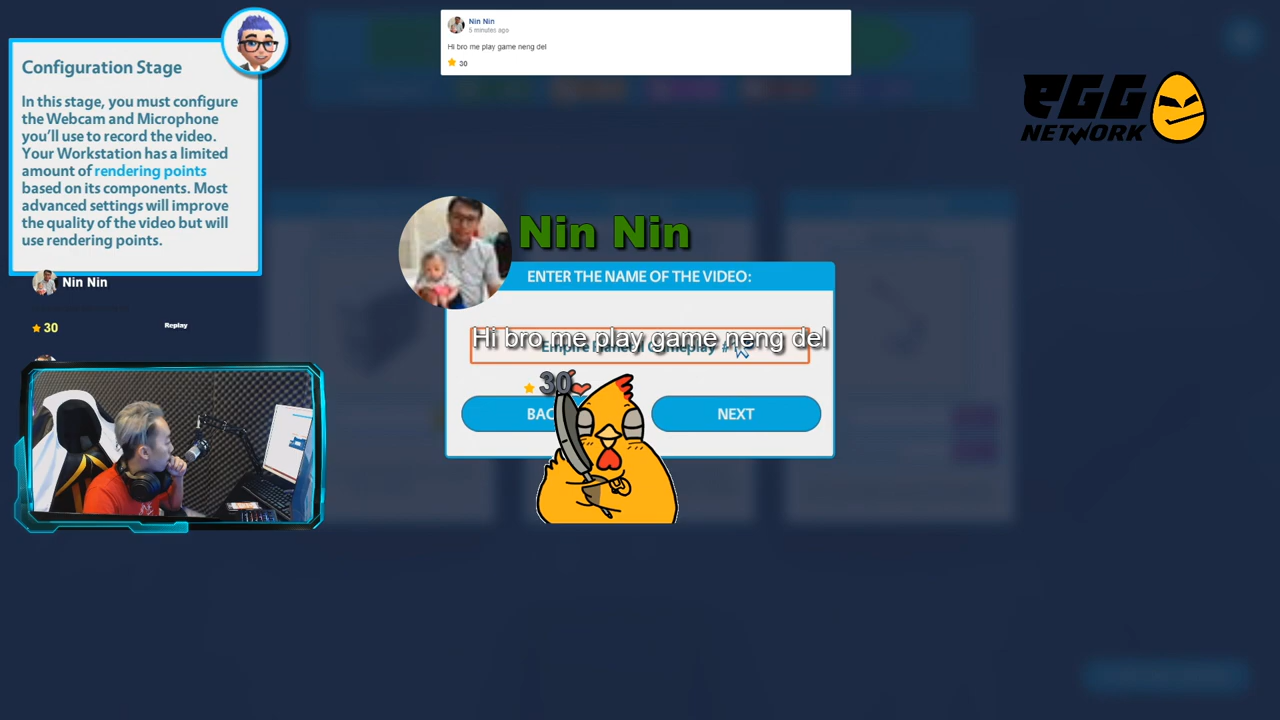 Nin Nin
5 minutes ago
Hi bro me play game neng del
30
Configuration Stage
In this stage, you must configure
the Webcam and Microphone
you'll use to record the video.
Your Workstation has a limited
amount of rendering points
based on its components. Most
advanced settings will improve
the quality of the video but will
use rendering points.
eGG
NETWORK
Nin Nin
ENTER THE NAME OF THE VIDEO:
Hi bro me play game neng del
Gameplay #
30
BAC
NEXT
Nin Nin
30
Replay